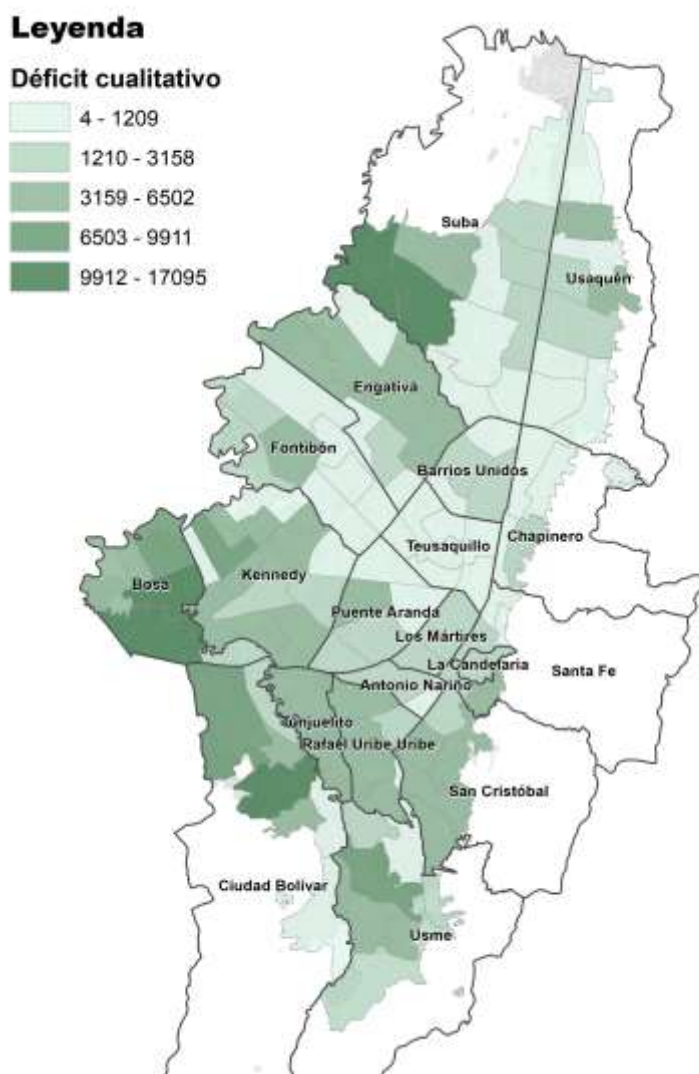 Leyenda
Déficit cualitativo
4 - 1209
1210 - 3158
3159 - 6502
6503 - 9911
9912 - 17095
Suba
Usaquén
Engativá
Fontibón
Barrios Unidos
Teusaquillo
Chapinero
Bosa
Kennedy
Puente Aranda
Los Mártires
La Candelaria
Santa Fe
Antonio Nariño
Tunjuelito
Rafael Uribe Uribe
San Cristóbal
Ciudad Bolívar
Usme